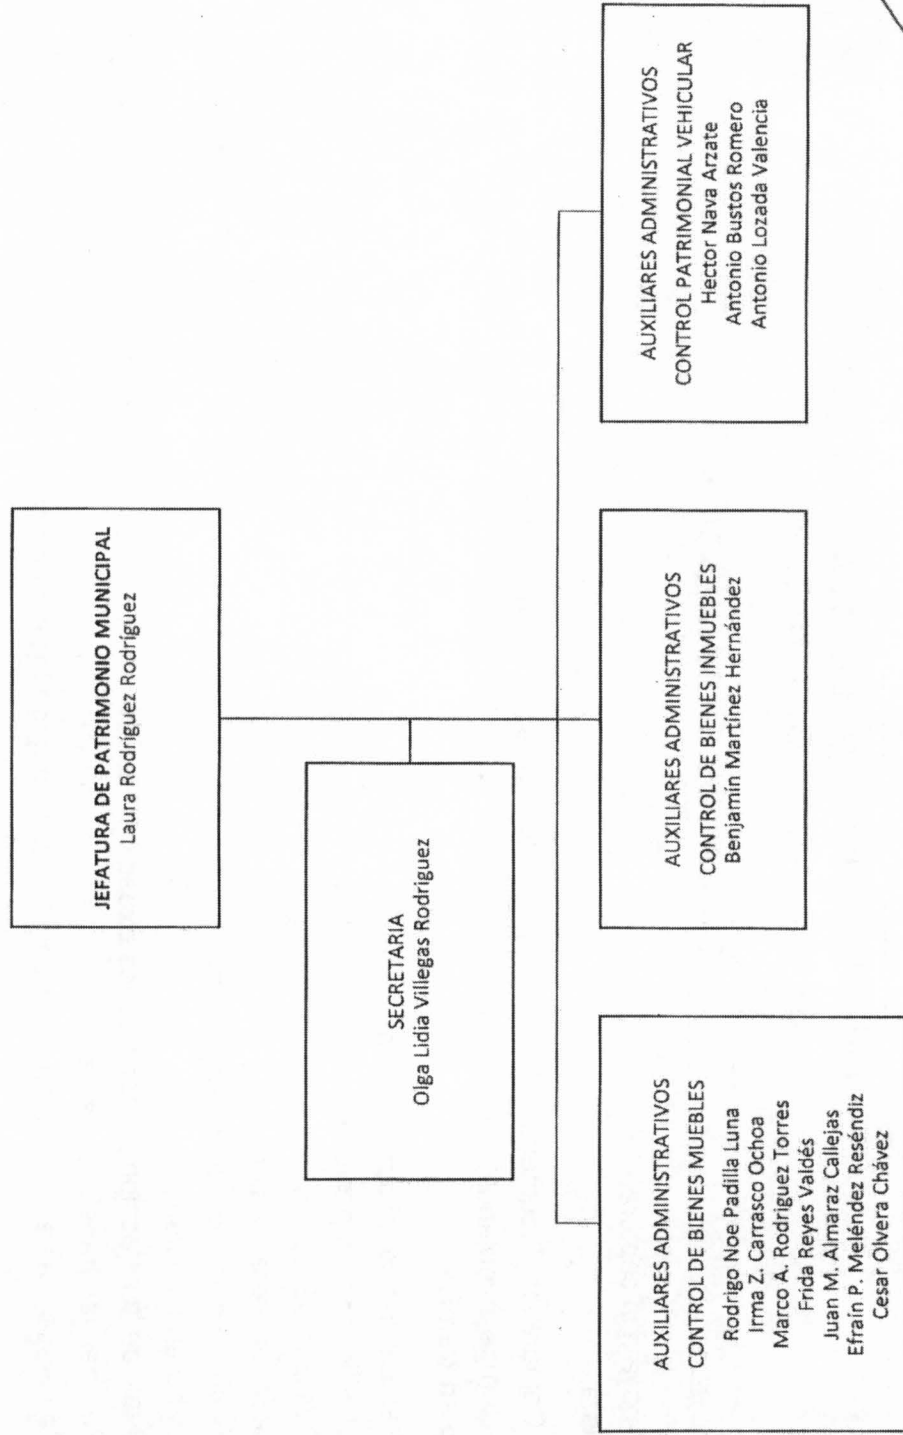 JEFATURA DE PATRIMONIO MUNICIPAL
Laura Rodríguez Rodríguez
SECRETARIA
Olga Lidia Villegas Rodriguez
AUXILIARES ADMINISTRATIVOS
CONTROL DE BIENES MUEBLES
Rodrigo Noe Padilla Luna
Irma Z. Carrasco Ochoa
Marco A. Rodriguez Torres
Frida Reyes Valdés
Juan M. Almaraz Callejas
Efraín P. Meléndez Reséndiz
Cesar Olvera Chávez
AUXILIARES ADMINISTRATIVOS
CONTROL DE BIENES INMUEBLES
Benjamín Martínez Hernández
AUXILIARES ADMINISTRATIVOS
CONTROL PATRIMONIAL VEHICULAR
Hector Nava Arzate
Antonio Bustos Romero
Antonio Lozada Valencia